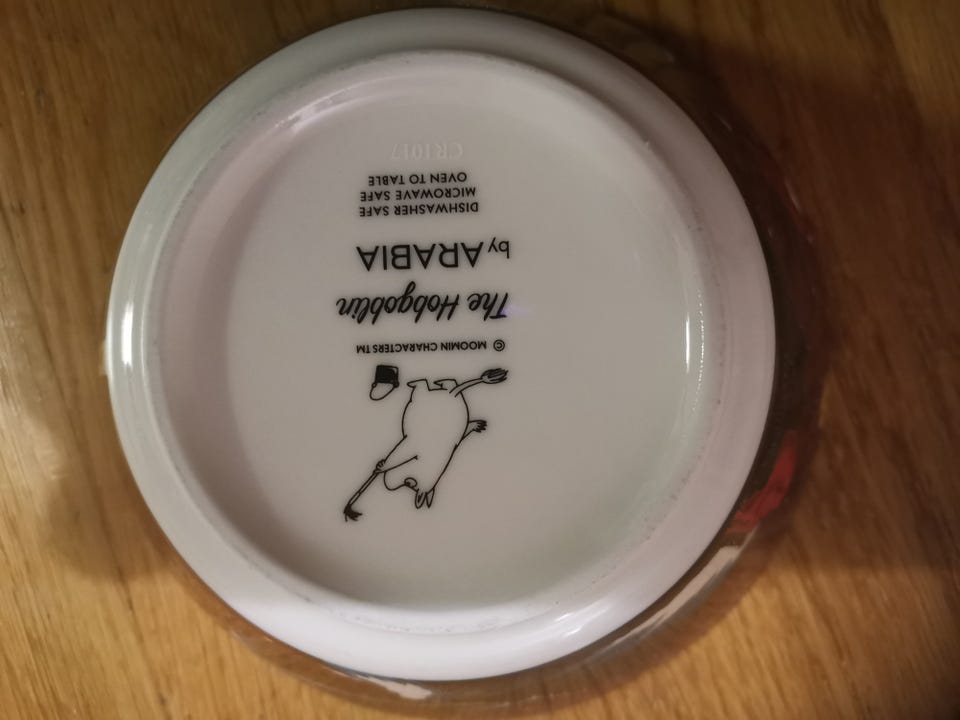 © MOOMIN CHARACTERS TM
The Hobgoblin
by ARABIA
DISHWASHER SAFE
MICROWAVE SAFE
OVEN TO TABLE
CR1017